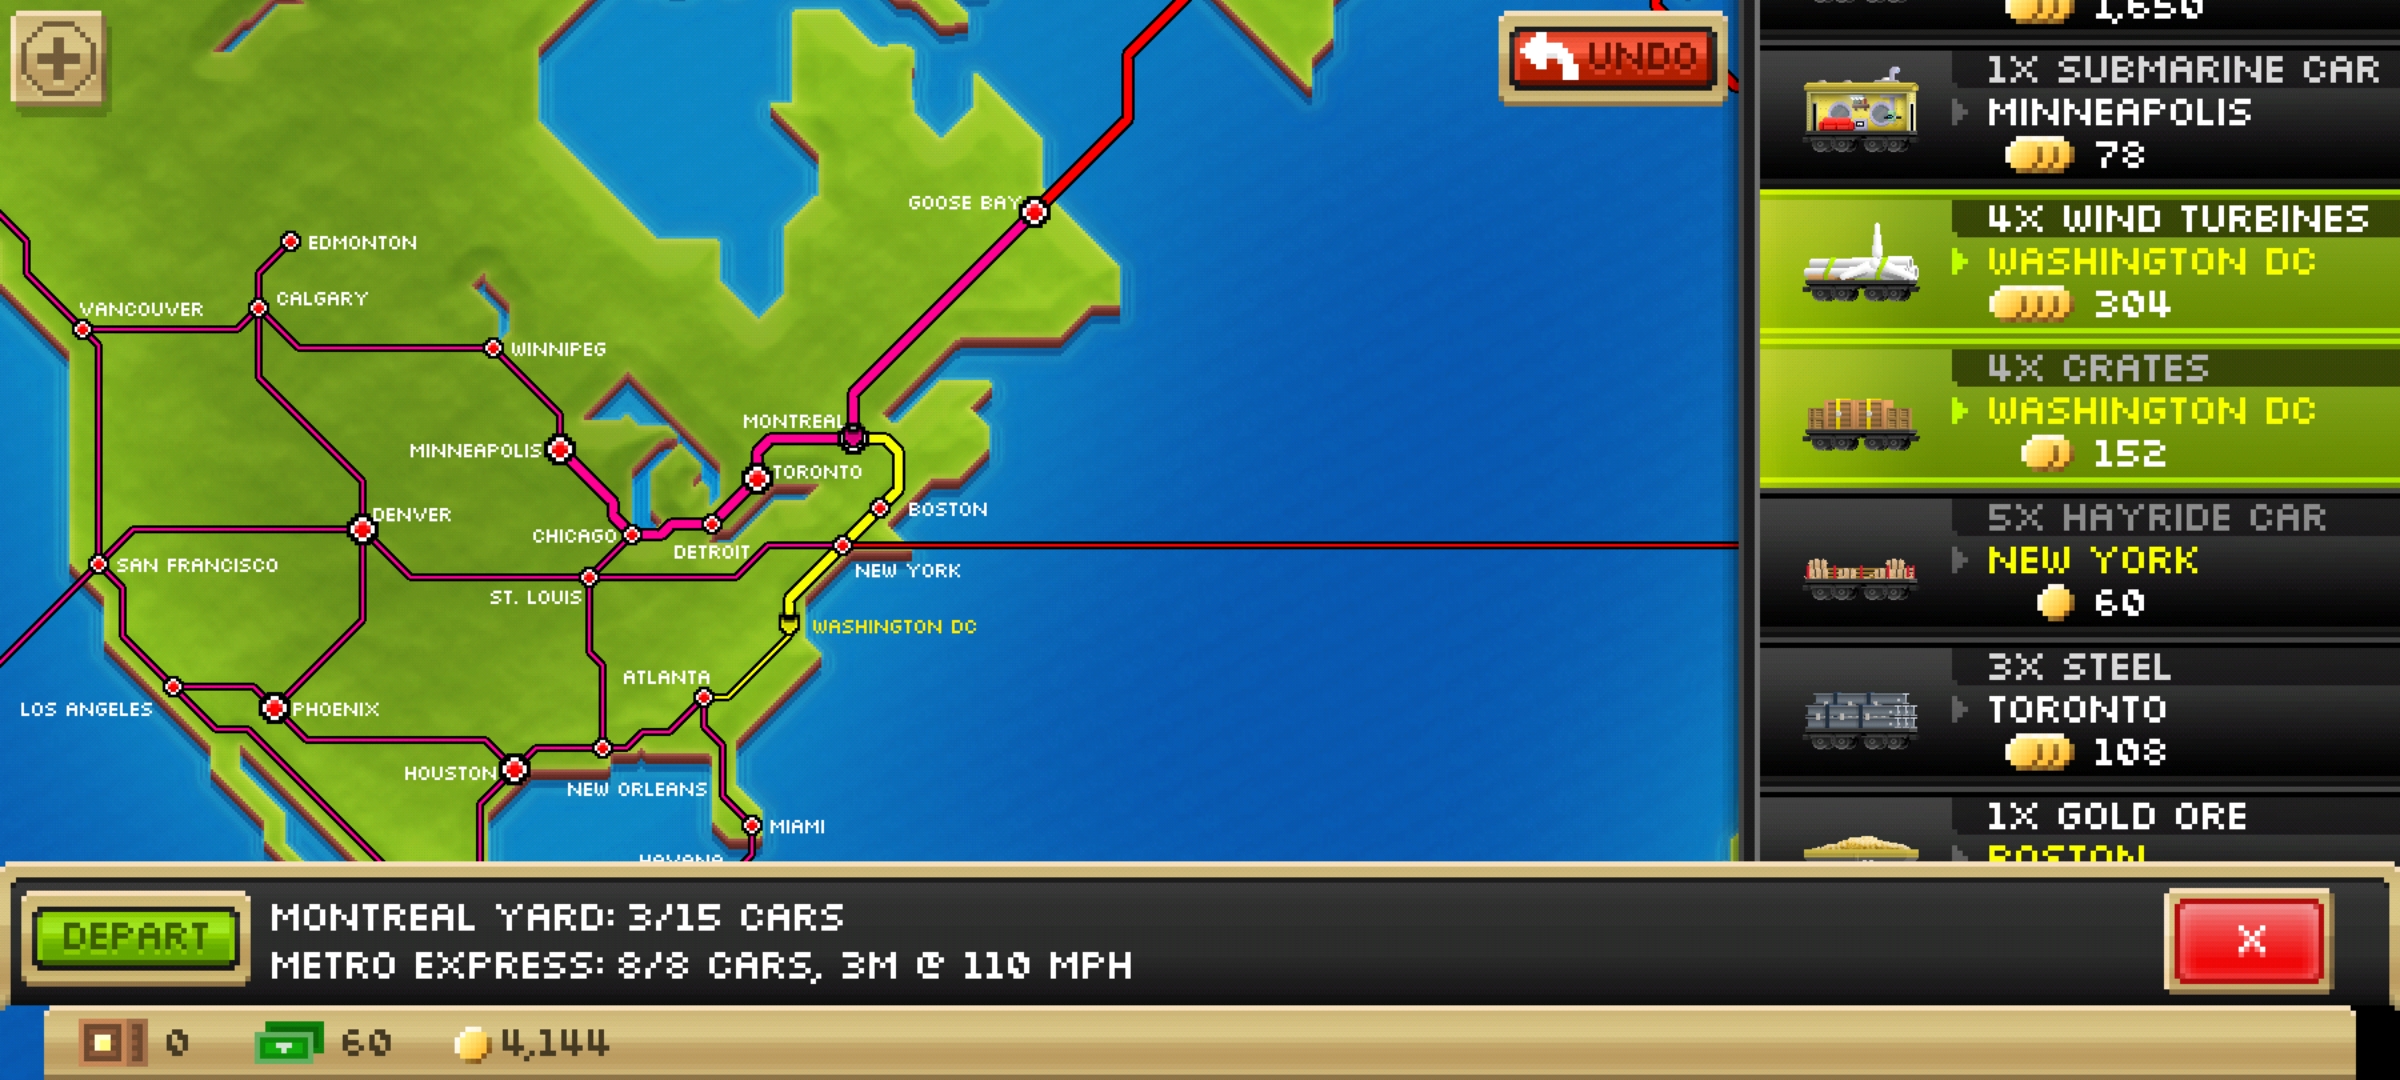 1,650
UNDO
1X SUBMARINE CAR
MINNEAPOLIS
78
4X WIND TURBINES
WASHINGTON DC
304
4X CRATES
WASHINGTON DC
152
5X HAYRIDE CAR
NEW YORK
60
3X STEEL
TORONTO
108
1X GOLD ORE
BOSTON
GOOSE BAY
EDMONTON
CALGARY
VANCOUVER
WINNIPEG
MONTREAL
MINNEAPOLIS
TORONTO
DENVER
BOSTON
CHICAGO
DETROIT
SAN FRANCISCO
NEW YORK
ST. LOUIS
WASHINGTON DC
ATLANTA
LOS ANGELES
PHOENIX
HOUSTON
NEW ORLEANS
MIAMI
HAVANA
DEPART
MONTREAL YARD: 3/15 CARS
METRO EXPRESS: 8/8 CARS, 3M @ 110 MPH
X
0
60
4,144